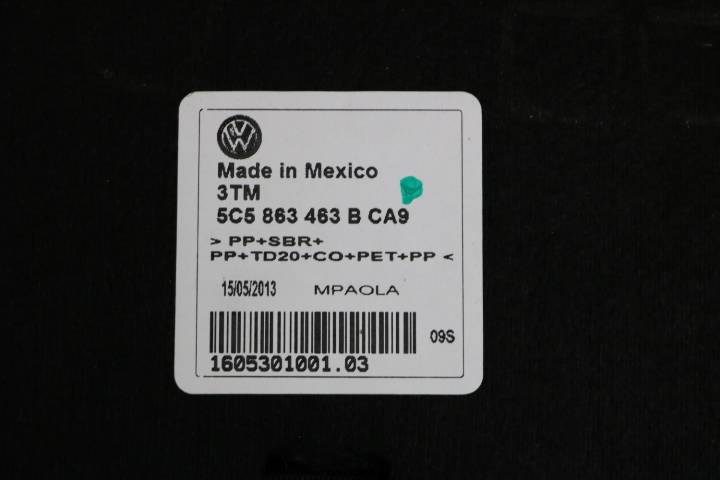 VW
Made in Mexico
3TM
5C5 863 463 B CA9
> PP+SBR+
PP+TD20+CO+PET+PP <
15/05/2013 MPAOLA
09S
1605301001.03